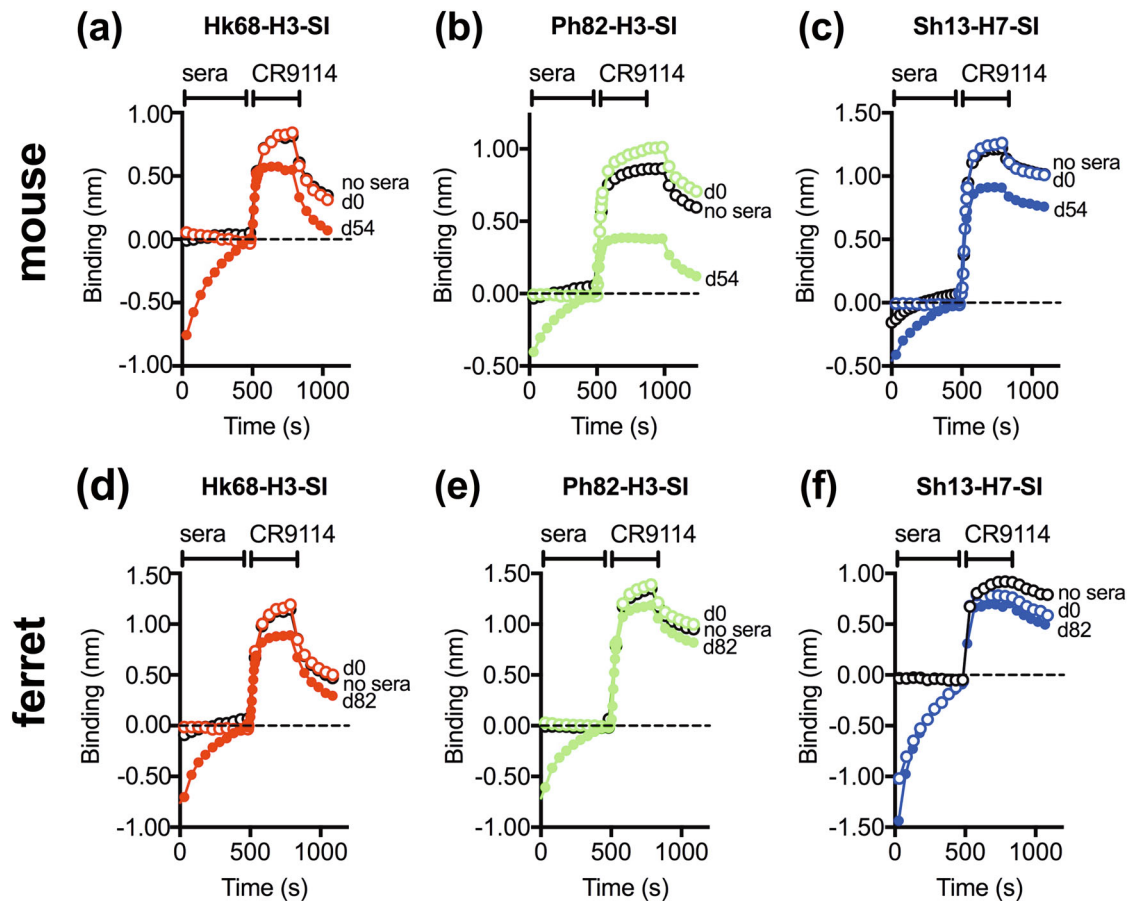 (a) Hk68-H3-SI
sera CR9114
1.00
0.50
0.00
-0.50
-1.00
Binding (nm)
0 500 1000
Time (s)
no sera
d0
d54
(b) Ph82-H3-SI
sera CR9114
1.00
0.50
0.00
-0.50
Binding (nm)
0 500 1000
Time (s)
d0
no sera
d54
(c) Sh13-H7-SI
sera CR9114
1.50
1.00
0.50
0.00
-0.50
Binding (nm)
0 500 1000
Time (s)
no sera
d0
d54
mouse
(d) Hk68-H3-SI
sera CR9114
1.50
1.00
0.50
0.00
-0.50
-1.00
Binding (nm)
0 500 1000
Time (s)
d0
no sera
d82
(e) Ph82-H3-SI
sera CR9114
1.50
1.00
0.50
0.00
-0.50
-1.00
Binding (nm)
0 500 1000
Time (s)
d0
no sera
d82
(f) Sh13-H7-SI
sera CR9114
1.00
0.50
0.00
-0.50
-1.00
-1.50
Binding (nm)
0 500 1000
Time (s)
no sera
d0
d82
ferret